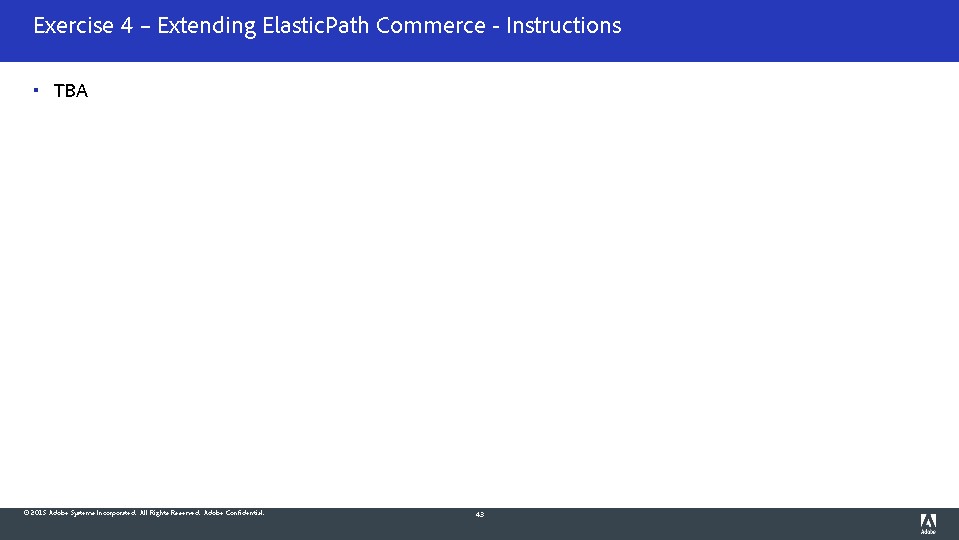 Exercise 4 – Extending ElasticPath Commerce - Instructions
▪ TBA
© 2015 Adobe Systems Incorporated. All Rights Reserved. Adobe Confidential.
43
Adobe